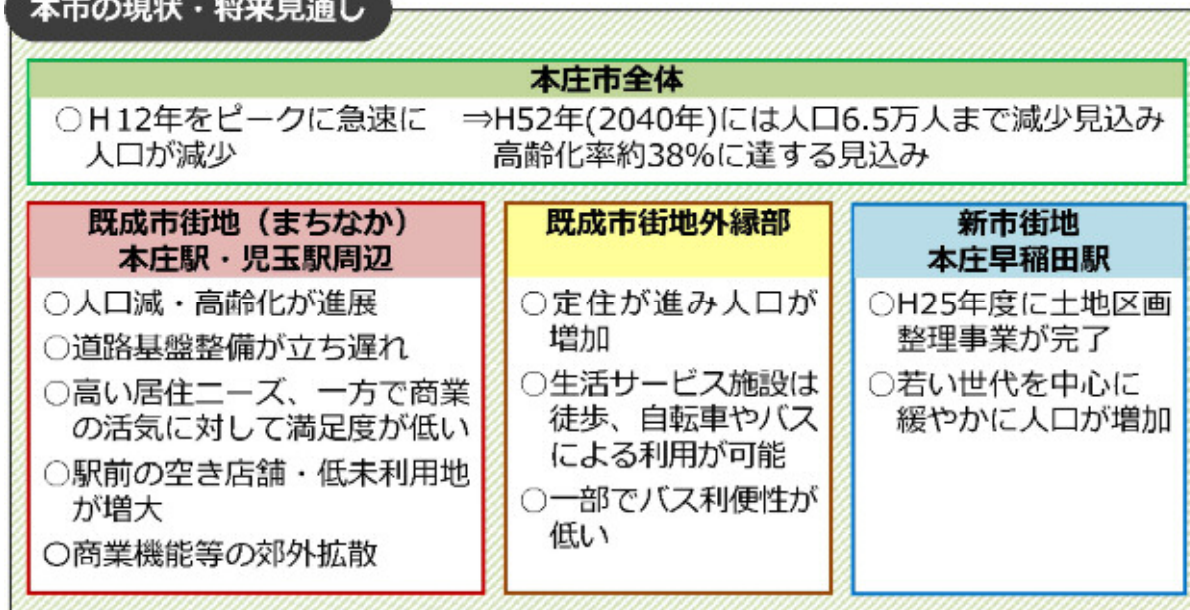 本市の現状・将来見通し
本庄市全体
○H12年をピークに急速に ⇒H52年(2040年)には人口6.5万人まで減少見込み
人口が減少 高齢化率約38%に達する見込み
既成市街地（まちなか）
本庄駅・児玉駅周辺
○人口減・高齢化が進展
○道路基盤整備が立ち遅れ
○高い居住ニーズ、一方で商業
の活気に対して満足度が低い
○駅前の空き店舗・低未利用地
が増大
○商業機能等の郊外拡散
既成市街地外縁部
○定住が進み人口が
増加
○生活サービス施設は
徒歩、自転車やバス
による利用が可能
○一部でバス利便性が
低い
新市街地
本庄早稲田駅
○H25年度に土地区画
整理事業が完了
○若い世代を中心に
緩やかに人口が増加